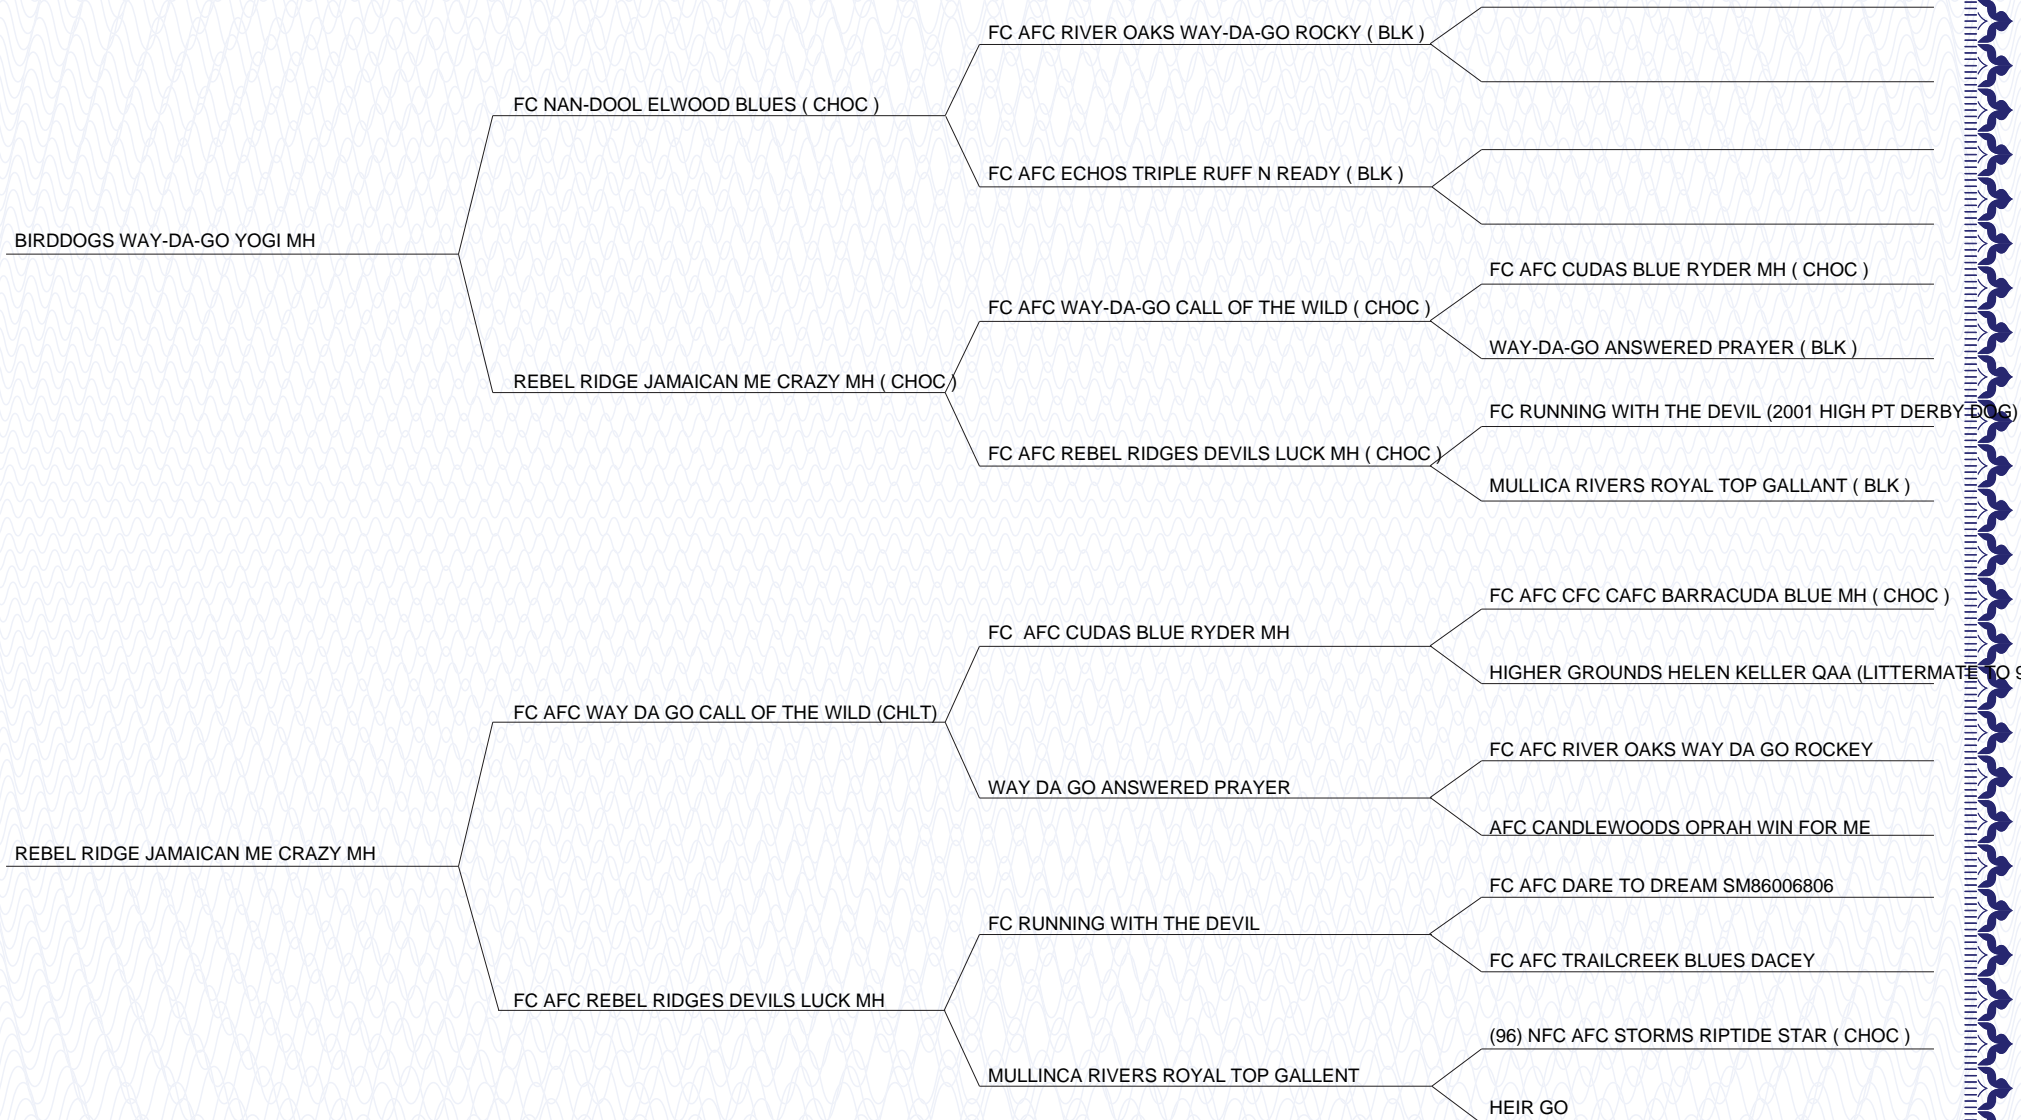 FC AFC RIVER OAKS WAY-DA-GO ROCKY ( BLK )
FC NAN-DOOL ELWOOD BLUES ( CHOC )
FC AFC ECHOS TRIPLE RUFF N READY ( BLK )
BIRDDOGS WAY-DA-GO YOGI MH
FC AFC CUDAS BLUE RYDER MH ( CHOC )
FC AFC WAY-DA-GO CALL OF THE WILD ( CHOC )
WAY-DA-GO ANSWERED PRAYER ( BLK )
REBEL RIDGE JAMAICAN ME CRAZY MH ( CHOC )
FC RUNNING WITH THE DEVIL (2001 HIGH PT DERBY DOG)
FC AFC REBEL RIDGES DEVILS LUCK MH ( CHOC )
MULLICA RIVERS ROYAL TOP GALLANT ( BLK )
FC AFC CFC CAFC BARRACUDA BLUE MH ( CHOC )
FC  AFC CUDAS BLUE RYDER MH
HIGHER GROUNDS HELEN KELLER QAA (LITTERMATE TO 9
FC AFC WAY DA GO CALL OF THE WILD (CHLT)
FC AFC RIVER OAKS WAY DA GO ROCKEY
WAY DA GO ANSWERED PRAYER
AFC CANDLEWOODS OPRAH WIN FOR ME
REBEL RIDGE JAMAICAN ME CRAZY MH
FC AFC DARE TO DREAM SM86006806
FC RUNNING WITH THE DEVIL
FC AFC TRAILCREEK BLUES DACEY
FC AFC REBEL RIDGES DEVILS LUCK MH
(96) NFC AFC STORMS RIPTIDE STAR ( CHOC )
MULLINCA RIVERS ROYAL TOP GALLENT
HEIR GO